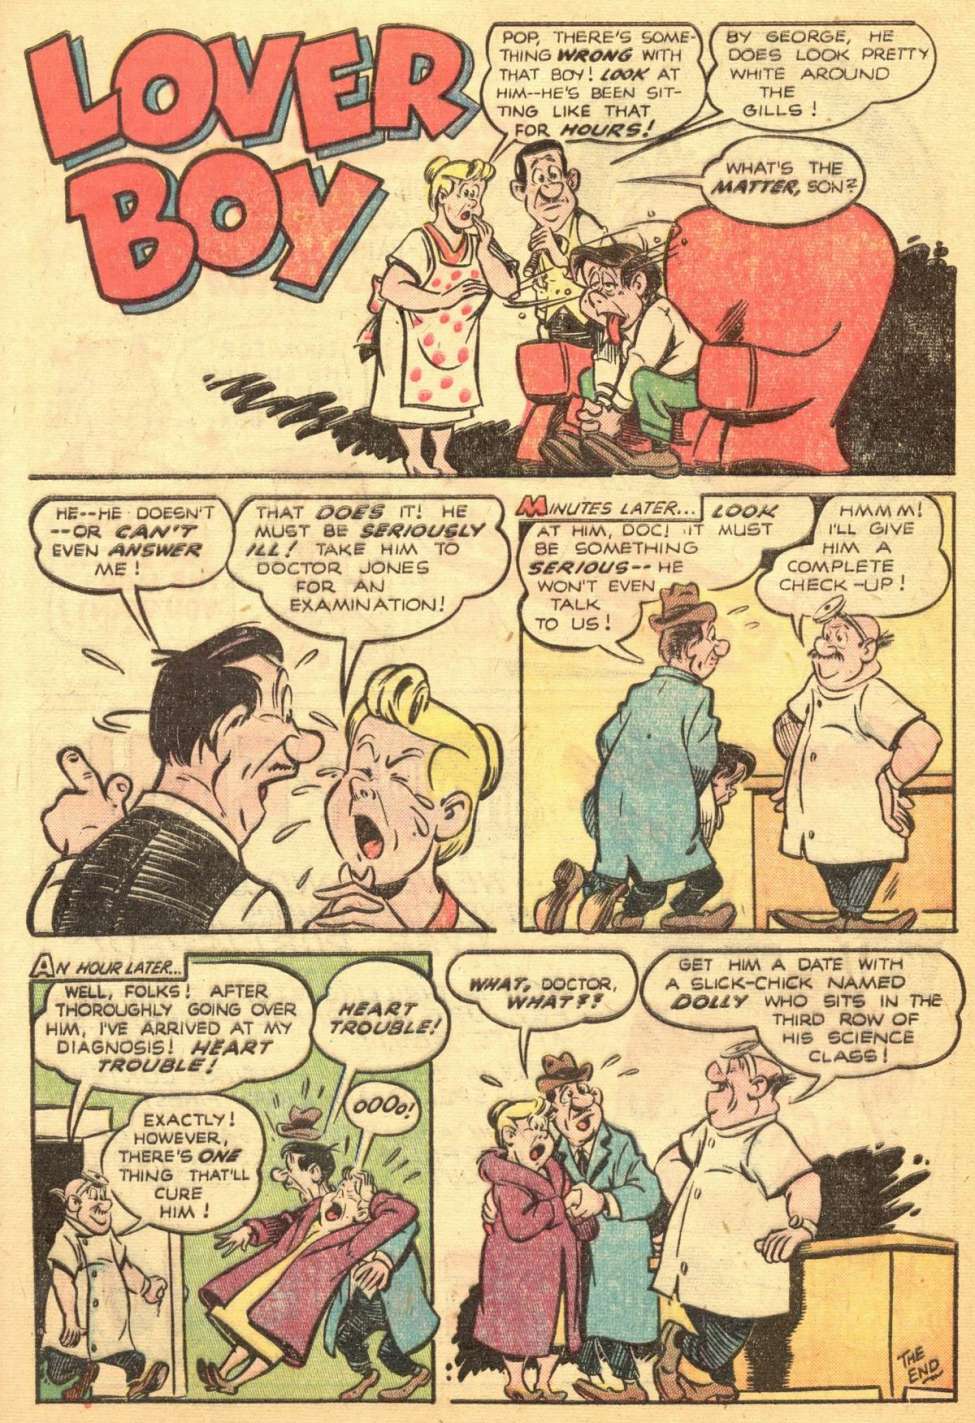 LOVER
BOY
POP, THERE'S SOME-
THING WRONG WITH
THAT BOY! LOOK AT
HIM--HE'S BEEN SIT-
TING LIKE THAT
FOR HOURS!
BY GEORGE, HE
DOES LOOK PRETTY
WHITE AROUND
THE
GILLS!
WHAT'S THE
MATTER, SON?
HE--HE DOESN'T
--OR CAN'T
EVEN ANSWER
ME!
THAT DOES IT! HE
MUST BE SERIOUSLY
ILL! TAKE HIM TO
DOCTOR JONES
FOR AN
EXAMINATION!
MINUTES LATER...
LOOK
AT HIM, DOC! IT MUST
BE SOMETHING
SERIOUS--HE
WON'T EVEN
TALK
TO US!
HMMM!
I'LL GIVE
HIM A
COMPLETE
CHECK-UP!
AN HOUR LATER...
WELL, FOLKS! AFTER
THOROUGHLY GOING OVER
HIM, I'VE ARRIVED AT MY
DIAGNOSIS! HEART
TROUBLE!
HEART
TROUBLE!
OOOO!
EXACTLY!
HOWEVER,
THERE'S ONE
THING THAT'LL
CURE
HIM!
WHAT, DOCTOR,
WHAT??
GET HIM A DATE WITH
A SLICK-CHICK NAMED
DOLLY WHO SITS IN THE
THIRD ROW OF
HIS SCIENCE
CLASS!
THE
END